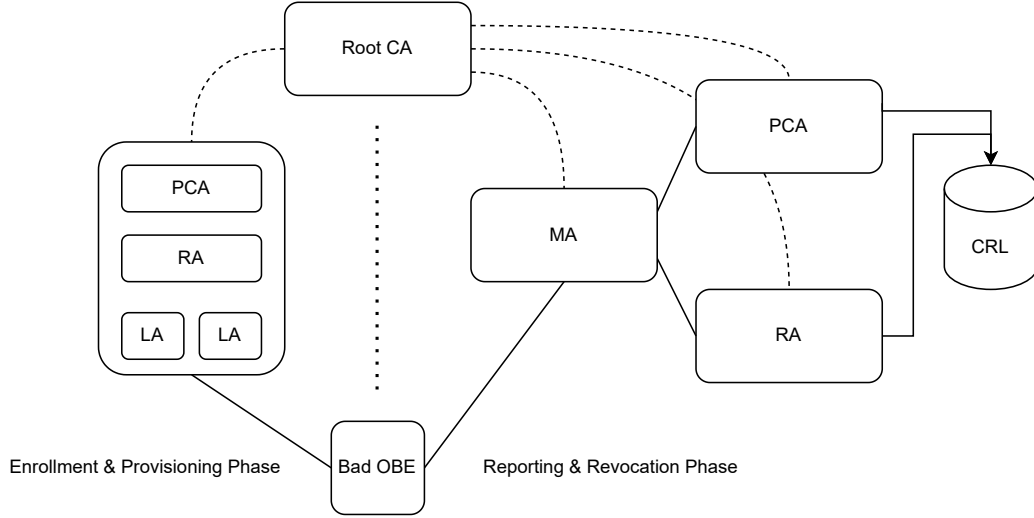 Root CA
PCA
PCA
RA
MA
CRL
LA
LA
RA
Enrollment & Provisioning Phase
Bad OBE
Reporting & Revocation Phase